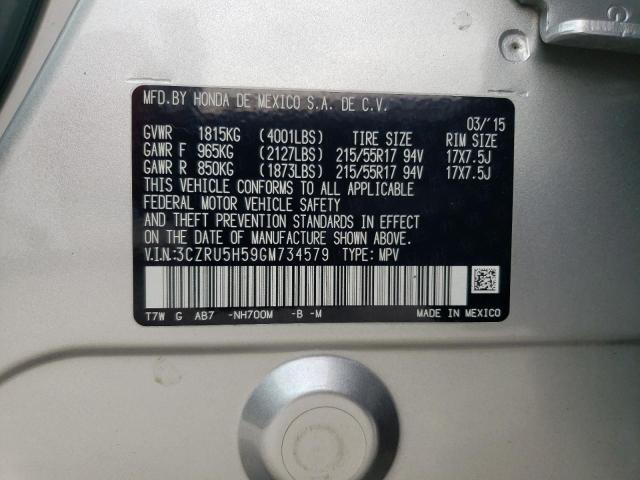 MFD.BY HONDA DE MEXICO S.A. DE C.V.
03/'15
GVWR 1815KG (4001LBS) TIRE SIZE RIM SIZE
GAWR F 965KG (2127LBS) 215/55R17 94V 17X7.5J
GAWR R 850KG (1873LBS) 215/55R17 94V 17X7.5J
THIS VEHICLE CONFORMS TO ALL APPLICABLE
FEDERAL MOTOR VEHICLE SAFETY
AND THEFT PREVENTION STANDARDS IN EFFECT
ON THE DATE OF MANUFACTURE SHOWN ABOVE.
V.I.N:3CZRU5H59GM734579 TYPE: MPV
T7W G AB7 -NH700M -B -M MADE IN MEXICO